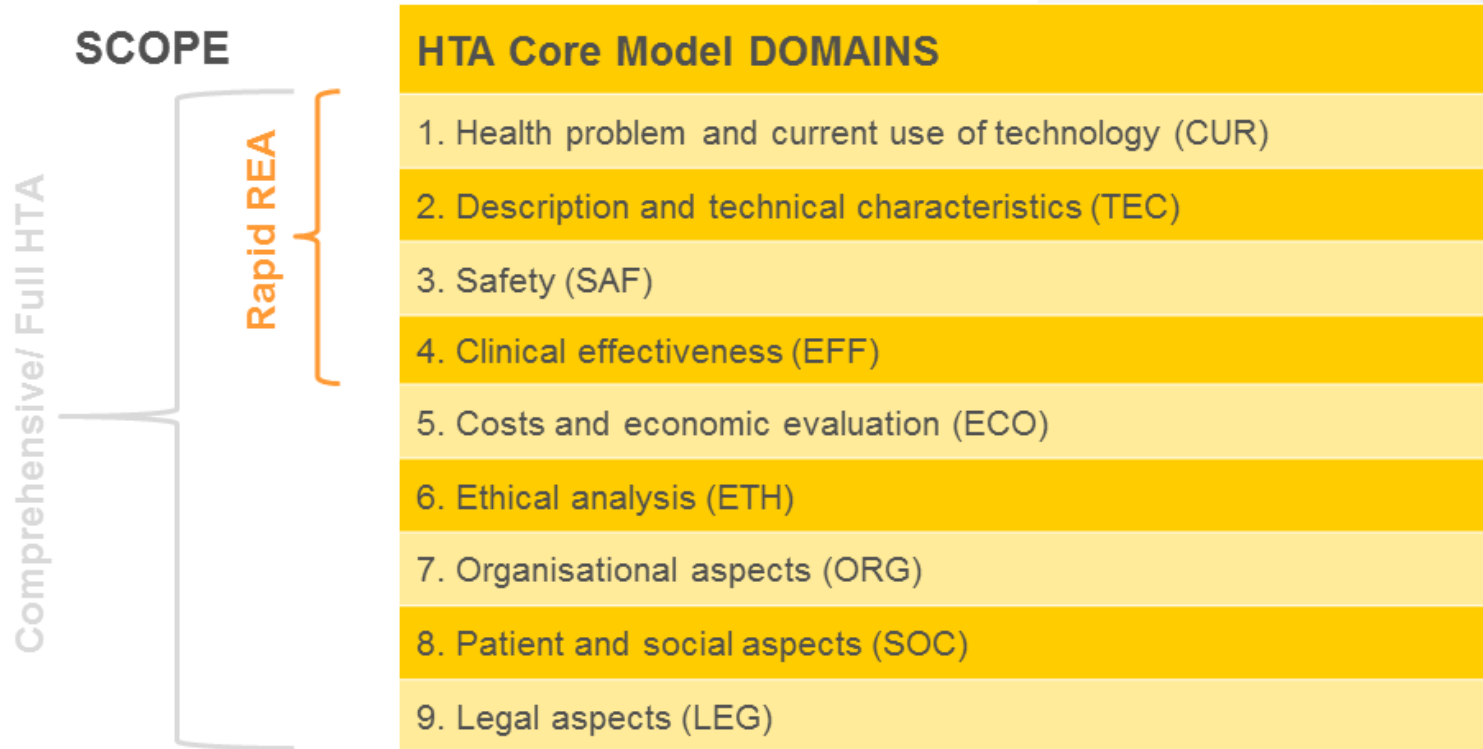 SCOPE
HTA Core Model DOMAINS
Comprehensive/ Full HTA
Rapid REA
1. Health problem and current use of technology (CUR)
2. Description and technical characteristics (TEC)
3. Safety (SAF)
4. Clinical effectiveness (EFF)
5. Costs and economic evaluation (ECO)
6. Ethical analysis (ETH)
7. Organisational aspects (ORG)
8. Patient and social aspects (SOC)
9. Legal aspects (LEG)